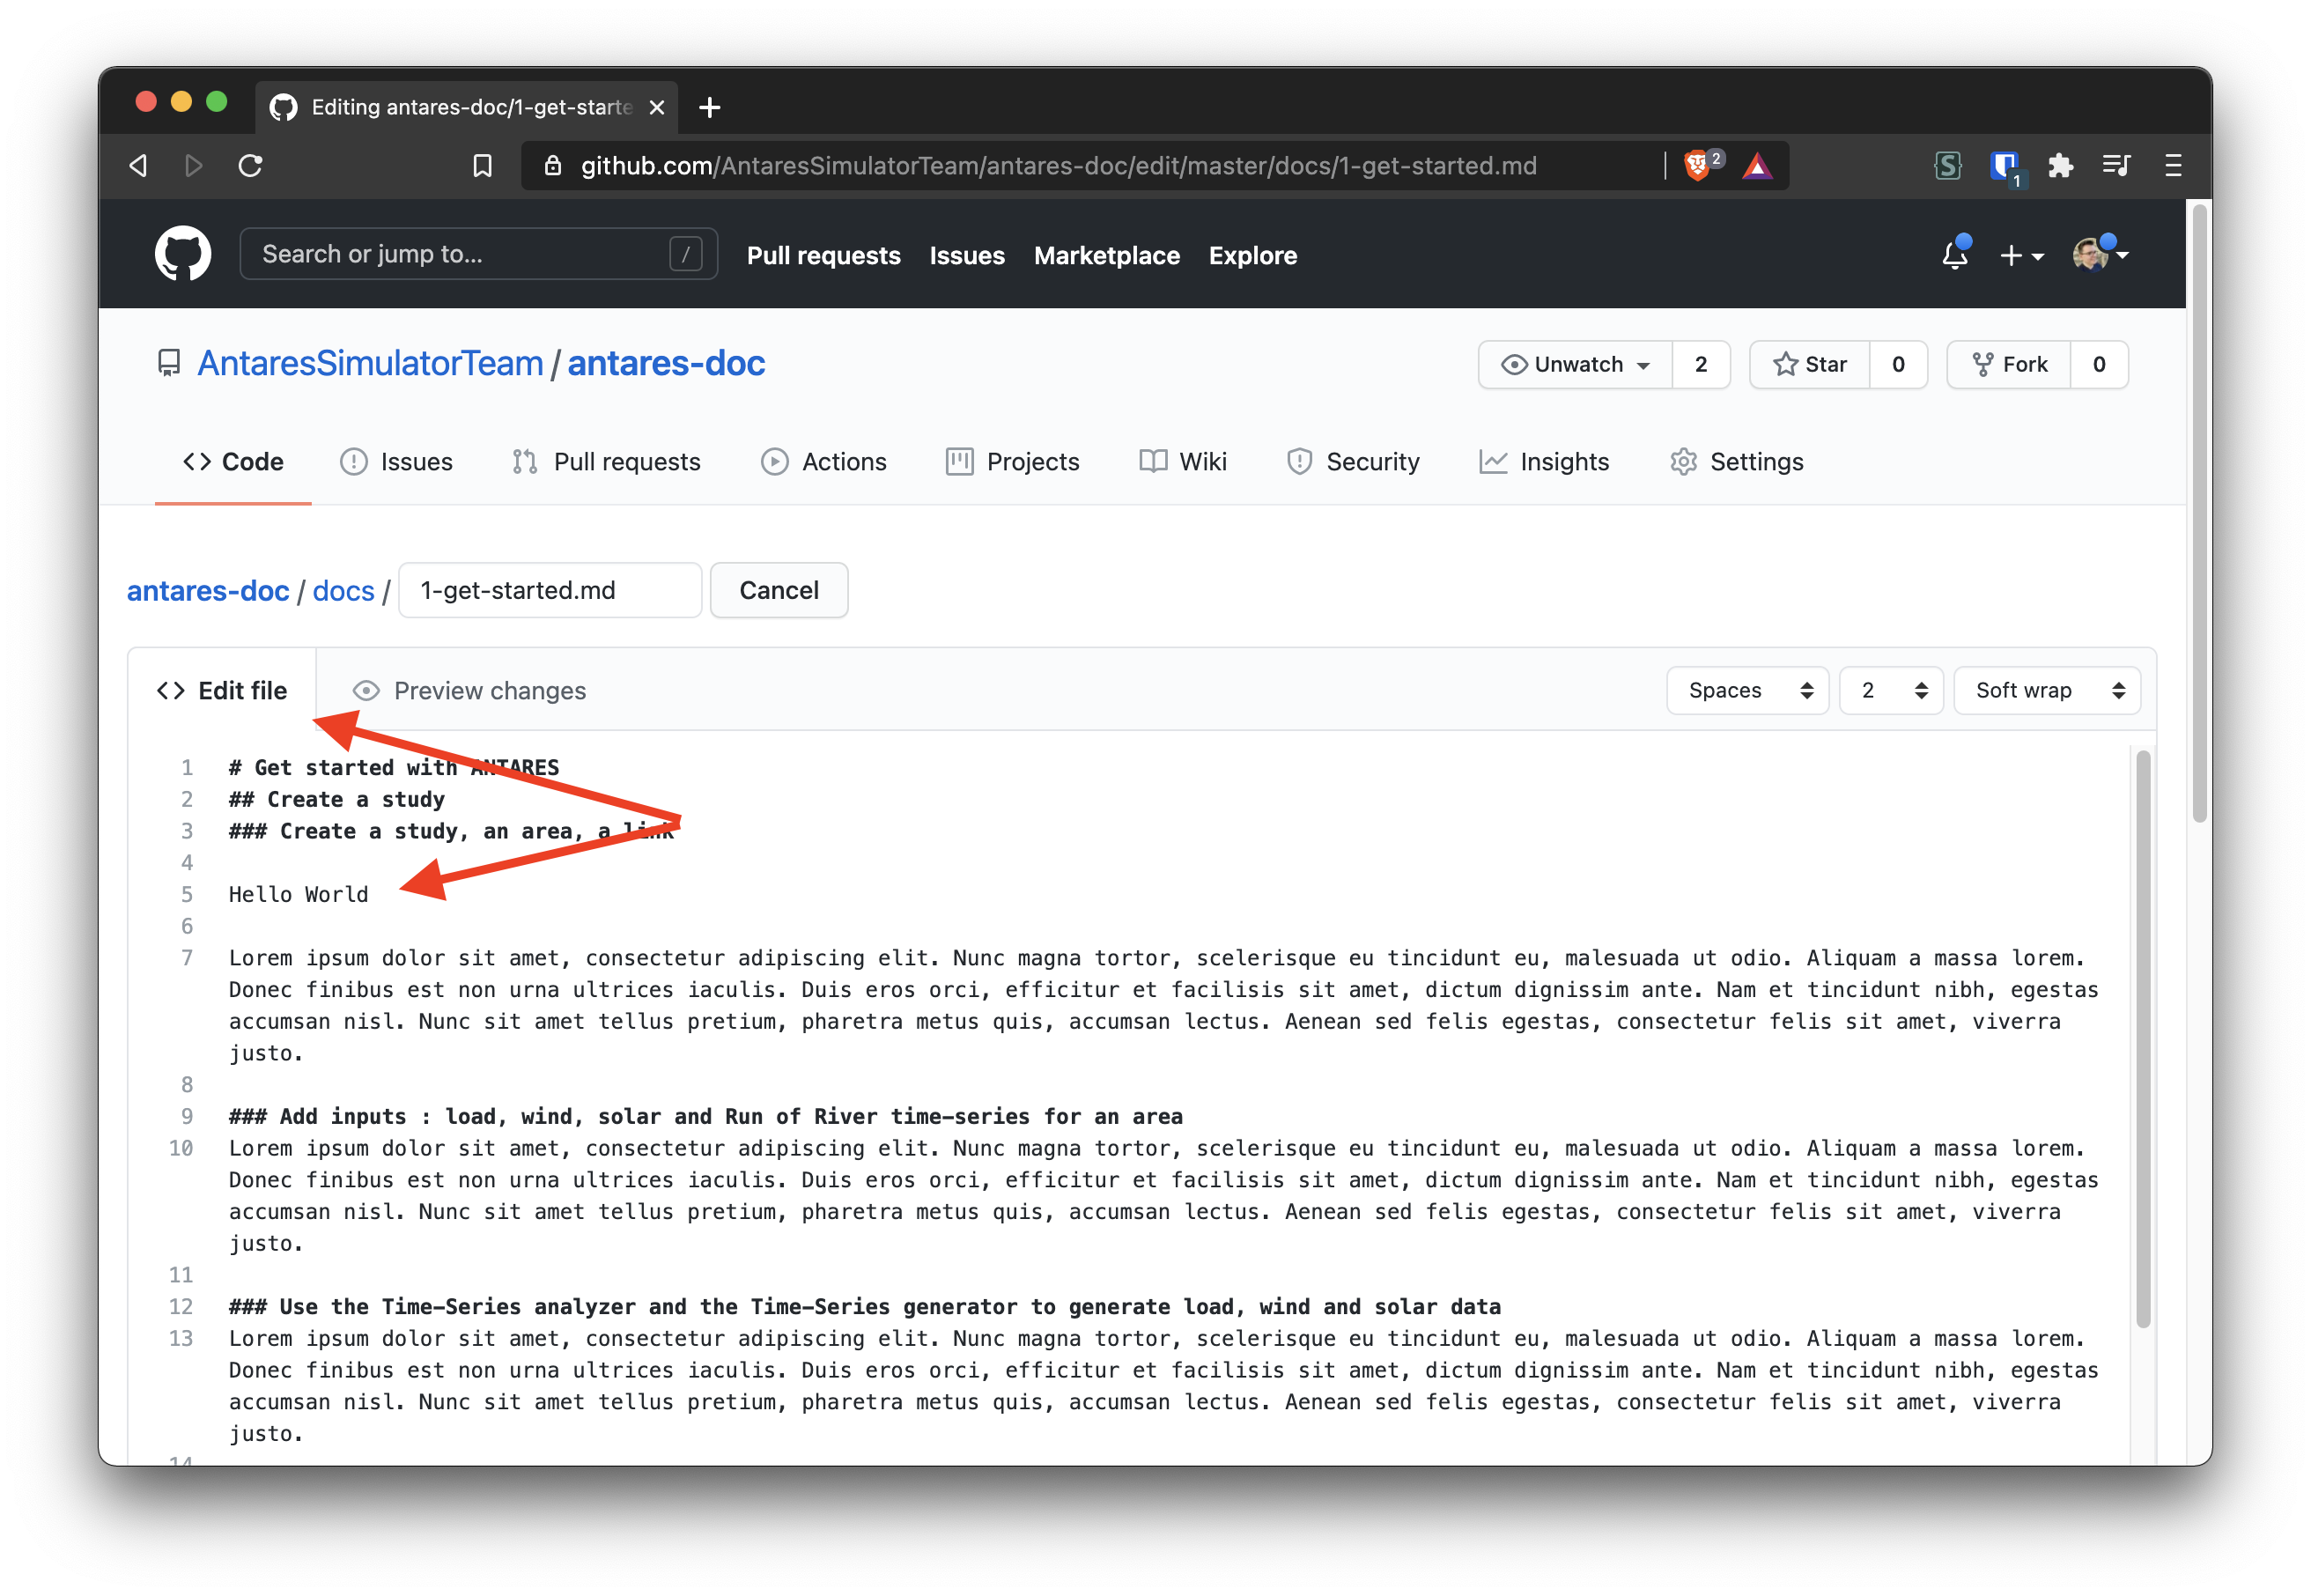 Editing antares-doc/1-get-starte
github.com/AntaresSimulatorTeam/antares-doc/edit/master/docs/1-get-started.md
2
1
Search or jump to...
/
Pull requests
Issues
Marketplace
Explore
AntaresSimulatorTeam / antares-doc
Unwatch
2
Star
0
Fork
0
Code
Issues
Pull requests
Actions
Projects
Wiki
Security
Insights
Settings
antares-doc / docs / 1-get-started.md
Cancel
Edit file
Preview changes
Spaces
2
Soft wrap
1 # Get started with ANTARES
2 ## Create a study
3 ### Create a study, an area, a link
4
5 Hello World
6
7 Lorem ipsum dolor sit amet, consectetur adipiscing elit. Nunc magna tortor, scelerisque eu tincidunt eu, malesuada ut odio. Aliquam a massa lorem.
Donec finibus est non urna ultrices iaculis. Duis eros orci, efficitur et facilisis sit amet, dictum dignissim ante. Nam et tincidunt nibh, egestas
accumsan nisl. Nunc sit amet tellus pretium, pharetra metus quis, accumsan lectus. Aenean sed felis egestas, consectetur felis sit amet, viverra
justo.
8
9 ### Add inputs : load, wind, solar and Run of River time-series for an area
10 Lorem ipsum dolor sit amet, consectetur adipiscing elit. Nunc magna tortor, scelerisque eu tincidunt eu, malesuada ut odio. Aliquam a massa lorem.
Donec finibus est non urna ultrices iaculis. Duis eros orci, efficitur et facilisis sit amet, dictum dignissim ante. Nam et tincidunt nibh, egestas
accumsan nisl. Nunc sit amet tellus pretium, pharetra metus quis, accumsan lectus. Aenean sed felis egestas, consectetur felis sit amet, viverra
justo.
11
12 ### Use the Time-Series analyzer and the Time-Series generator to generate load, wind and solar data
13 Lorem ipsum dolor sit amet, consectetur adipiscing elit. Nunc magna tortor, scelerisque eu tincidunt eu, malesuada ut odio. Aliquam a massa lorem.
Donec finibus est non urna ultrices iaculis. Duis eros orci, efficitur et facilisis sit amet, dictum dignissim ante. Nam et tincidunt nibh, egestas
accumsan nisl. Nunc sit amet tellus pretium, pharetra metus quis, accumsan lectus. Aenean sed felis egestas, consectetur felis sit amet, viverra
justo.
14